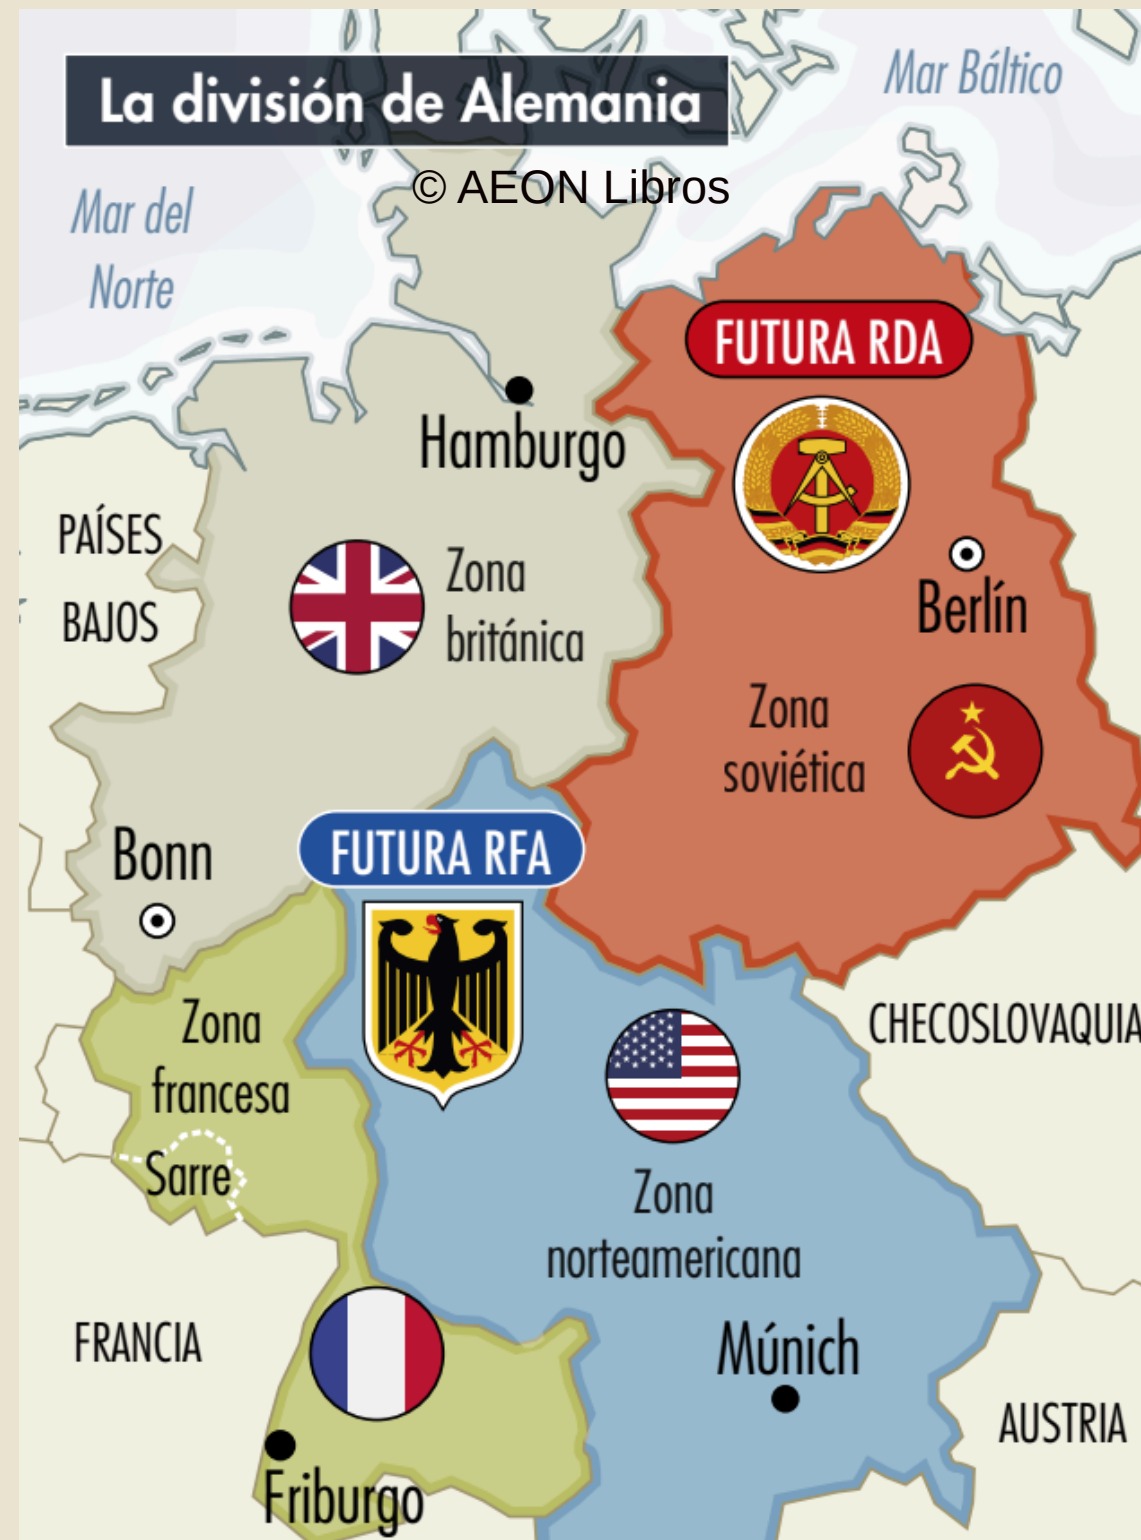 La división de Alemania
Mar Báltico
© AEON Libros
Mar del
Norte
FUTURA RDA
Hamburgo
PAÍSES
BAJOS
Zona
británica
Berlín
Zona
soviética
Bonn
FUTURA RFA
Zona
francesa
CHECOSLOVAQUIA
Sarre
Zona
norteamericana
FRANCIA
Múnich
AUSTRIA
Friburgo